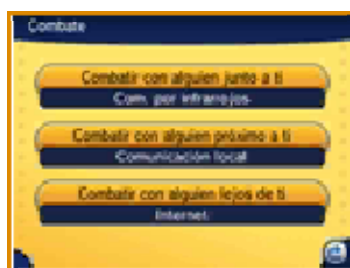 Combate
Combatir con alguien junto a ti
Com. por infrarrojos
Combatir con alguien próximo a ti
Comunicación local
Combatir con alguien lejos de ti
Internet